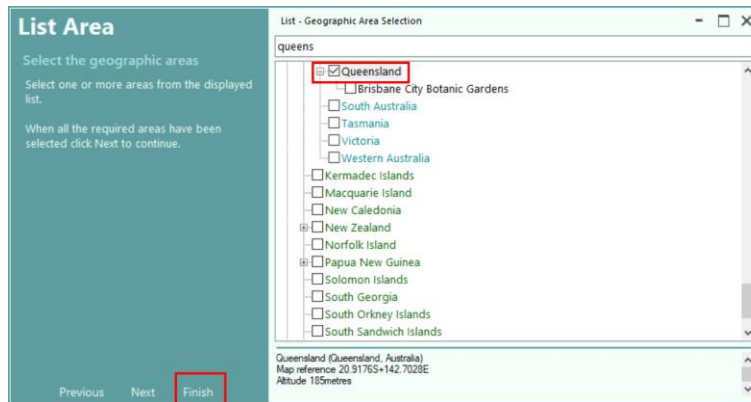 List Area
Select the geographic areas
Select one or more areas from the displayed
list.
When all the required areas have been
selected click Next to continue.
Previous Next Finish
List - Geographic Area Selection
queens
Queensland
Brisbane City Botanic Gardens
South Australia
Tasmania
Victoria
Western Australia
Kermadec Islands
Macquarie Island
New Caledonia
New Zealand
Norfolk Island
Papua New Guinea
Solomon Islands
South Georgia
South Orkney Islands
South Sandwich Islands
Queensland (Queensland, Australia)
Map reference 20.9176S+142.7028E
Altitude 185metres